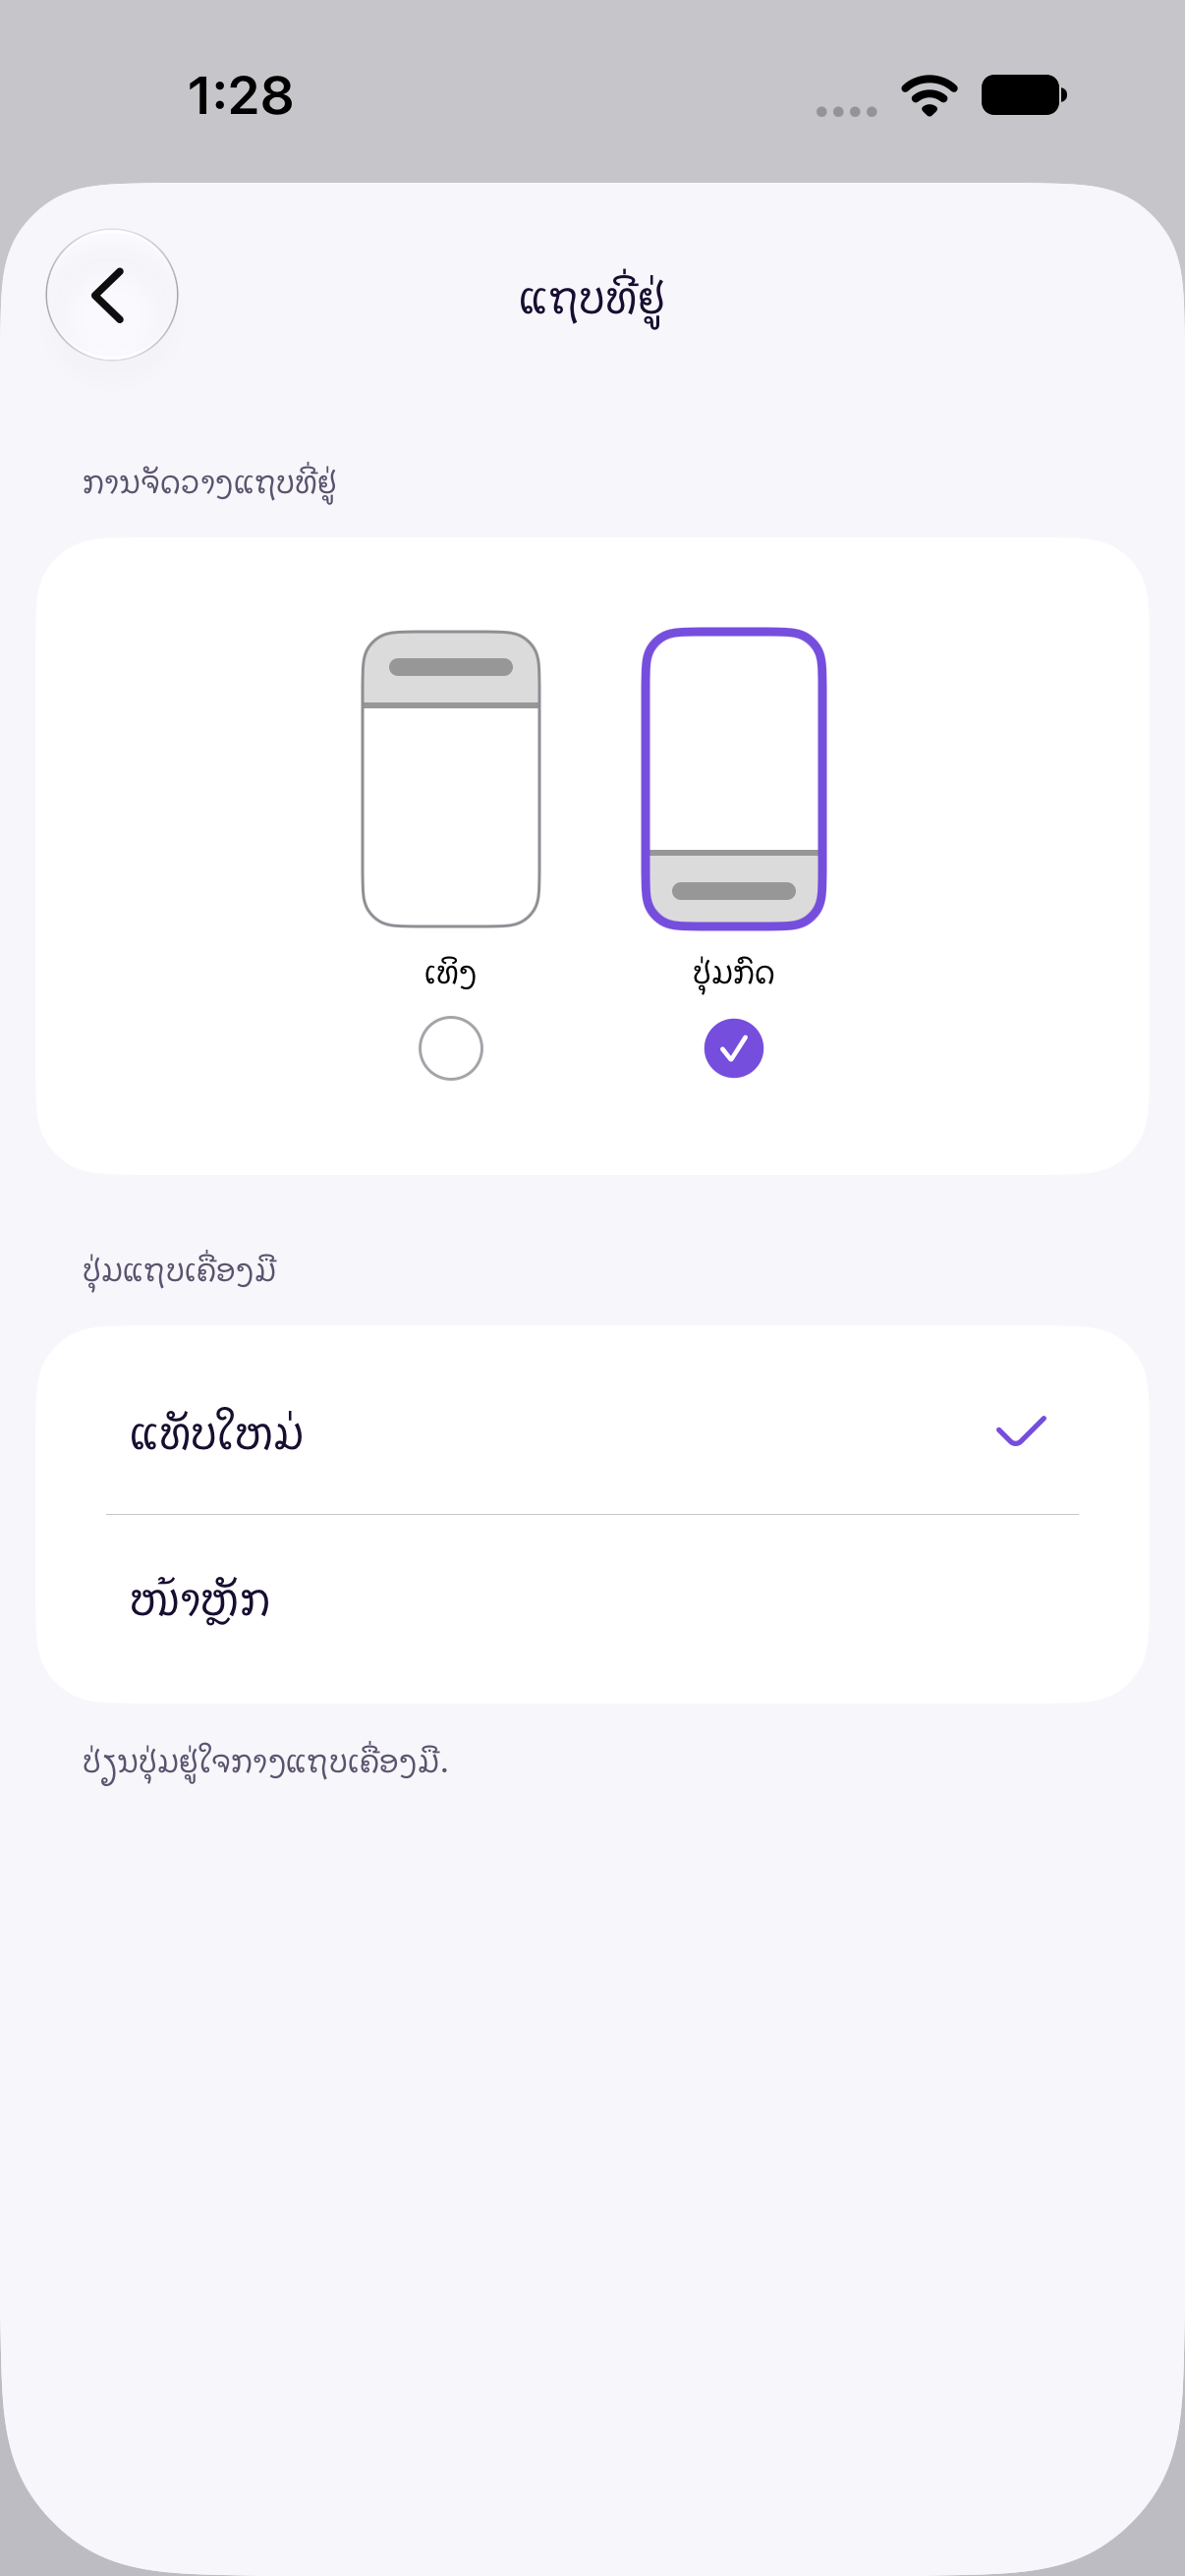 1:28
ແຖບທີ່ຢູ່
ການຈັດວາງແຖບທີ່ຢູ່
ເທິງ
ປຸ່ມກົດ
ປຸ່ມແຖບເຄື່ອງມື
ແທັບໃຫມ່
ໜ້າຫຼັກ
ປ່ຽນປຸ່ມຢູ່ໃຈກາງແຖບເຄື່ອງມື.